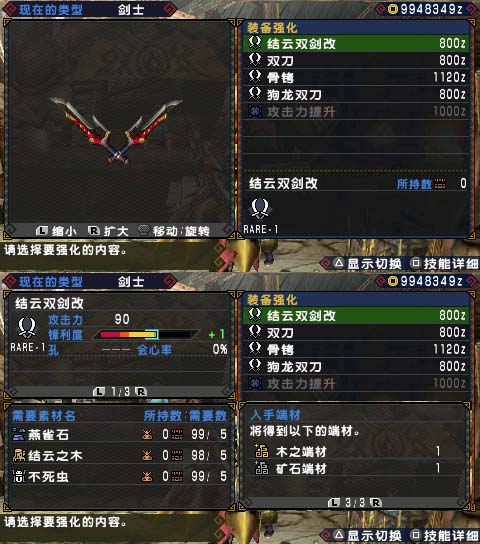 现在的类型 剑士
9948349z
装备强化
结云双剑改 800z
双刀 800z
骨镑 1120z
狗龙双刀 800z
攻击力提升 1000z
结云双剑改 所持数 0
RARE-1
L 缩小 R 扩大 移动/旋转
请选择要强化的内容。
△显示切换 □技能详细
现在的类型 剑士
9948349z
结云双剑改
攻击力 90
锋利度 +1
RARE-1
孔 --- 会心率 0%
L 1/3 R
装备强化
结云双剑改 800z
双刀 800z
骨镑 1120z
狗龙双刀 800z
攻击力提升 1000z
需要素材名 所持数/需要数
燕雀石 0 99/ 5
结云之木 0 98/ 5
不死虫 0 99/ 5
入手端材
将得到以下的端材。
木之端材 1
矿石端材 1
L 3/3 R
请选择要强化的内容。
△显示切换 □技能详细